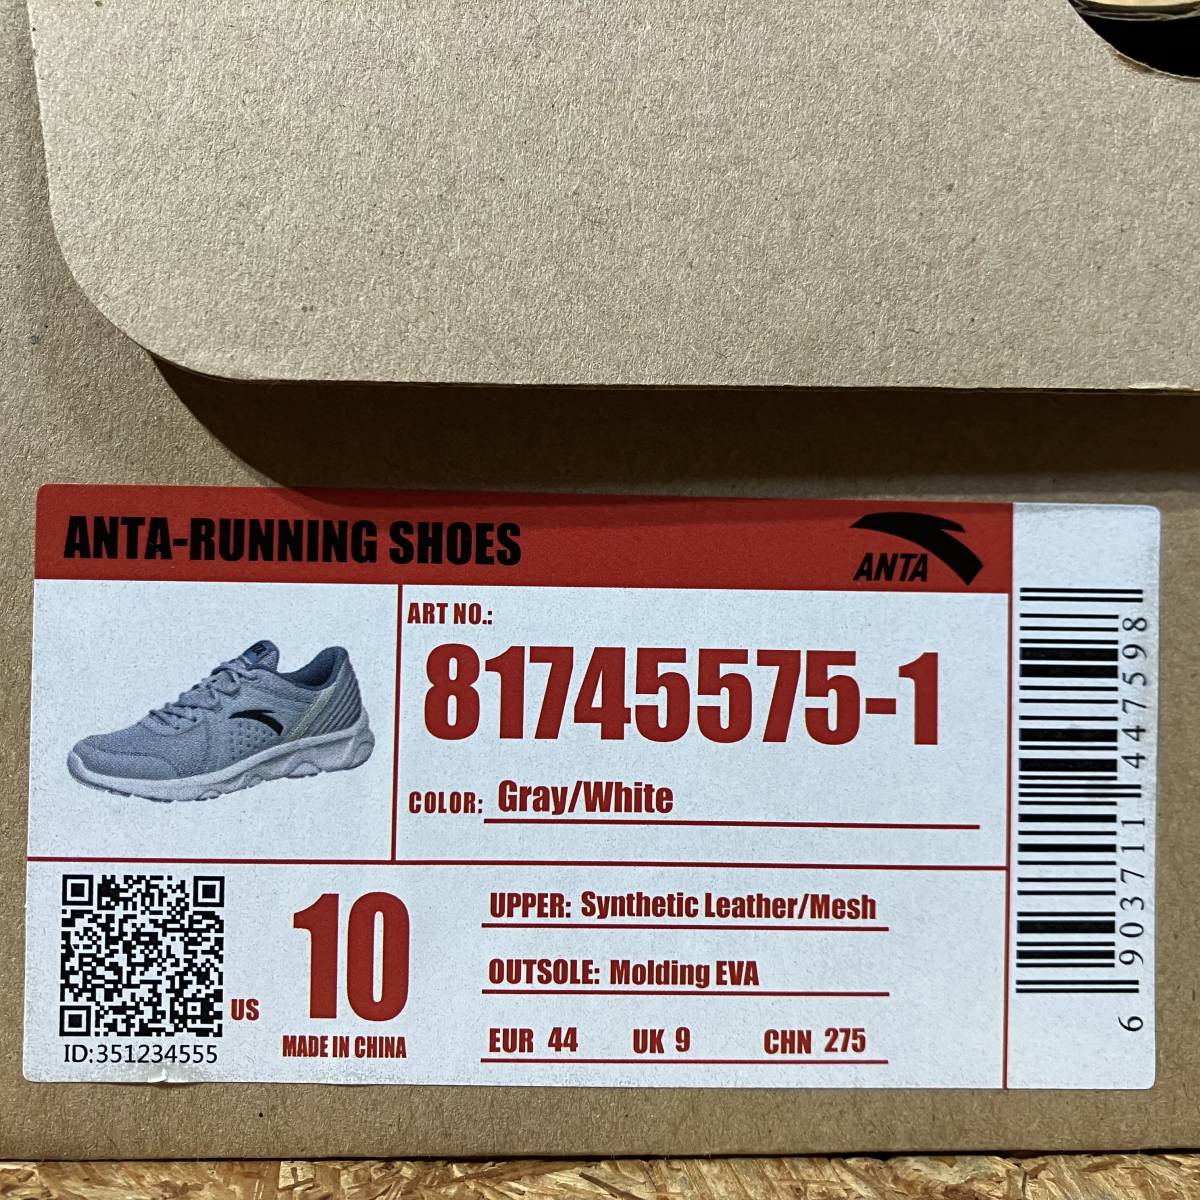 ANTA-RUNNING SHOES
ANTA
ART NO.:
81745575-1
COLOR: Gray/White
US 10
MADE IN CHINA
ID:351234555
UPPER: Synthetic Leather/Mesh
OUTSOLE: Molding EVA
EUR 44 UK 9 CHN 275
6 903711 447598